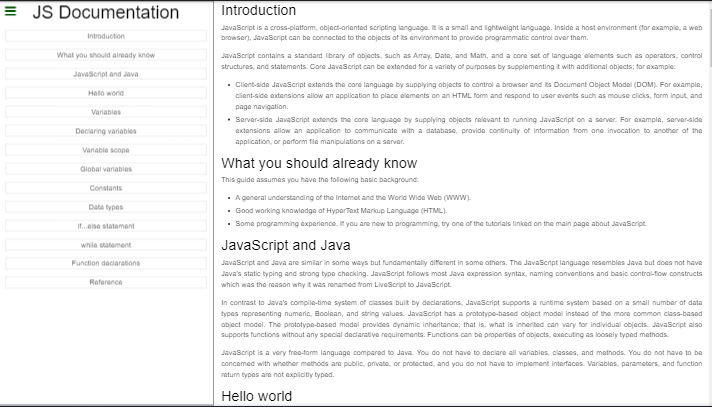 JS Documentation
Introduction
What you should already know
JavaScript and Java
Hello world
Variables
Declaring variables
Variable scope
Global variables
Constants
Data types
if...else statement
while statement
Function declarations
Reference
Introduction
JavaScript is a cross-platform, object-oriented scripting language. It is a small and lightweight language. Inside a host environment (for example, a web
browser), JavaScript can be connected to the objects of its environment to provide programmatic control over them.
JavaScript contains a standard library of objects, such as Array, Date, and Math, and a core set of language elements such as operators, control
structures, and statements. Core JavaScript can be extended for a variety of purposes by supplementing it with additional objects; for example:
• Client-side JavaScript extends the core language by supplying objects to control a browser and its Document Object Model (DOM). For example,
client-side extensions allow an application to place elements on an HTML form and respond to user events such as mouse clicks, form input, and
page navigation.
• Server-side JavaScript extends the core language by supplying objects relevant to running JavaScript on a server. For example, server-side
extensions allow an application to communicate with a database, provide continuity of information from one invocation to another of the
application, or perform file manipulations on a server.
What you should already know
This guide assumes you have the following basic background:
• A general understanding of the Internet and the World Wide Web (WWW).
• Good working knowledge of HyperText Markup Language (HTML).
• Some programming experience. If you are new to programming, try one of the tutorials linked on the main page about JavaScript.
JavaScript and Java
JavaScript and Java are similar in some ways but fundamentally different in some others. The JavaScript language resembles Java but does not have
Java's static typing and strong type checking. JavaScript follows most Java expression syntax, naming conventions and basic control-flow constructs
which was the reason why it was renamed from LiveScript to JavaScript.
In contrast to Java's compile-time system of classes built by declarations, JavaScript supports a runtime system based on a small number of data
types representing numeric, Boolean, and string values. JavaScript has a prototype-based object model instead of the more common class-based
object model. The prototype-based model provides dynamic inheritance; that is, what is inherited can vary for individual objects. JavaScript also
supports functions without any special declarative requirements. Functions can be properties of objects, executing as loosely typed methods.
JavaScript is a very free-form language compared to Java. You do not have to declare all variables, classes, and methods. You do not have to be
concerned with whether methods are public, private, or protected, and you do not have to implement interfaces. Variables, parameters, and function
return types are not explicitly typed.
Hello world